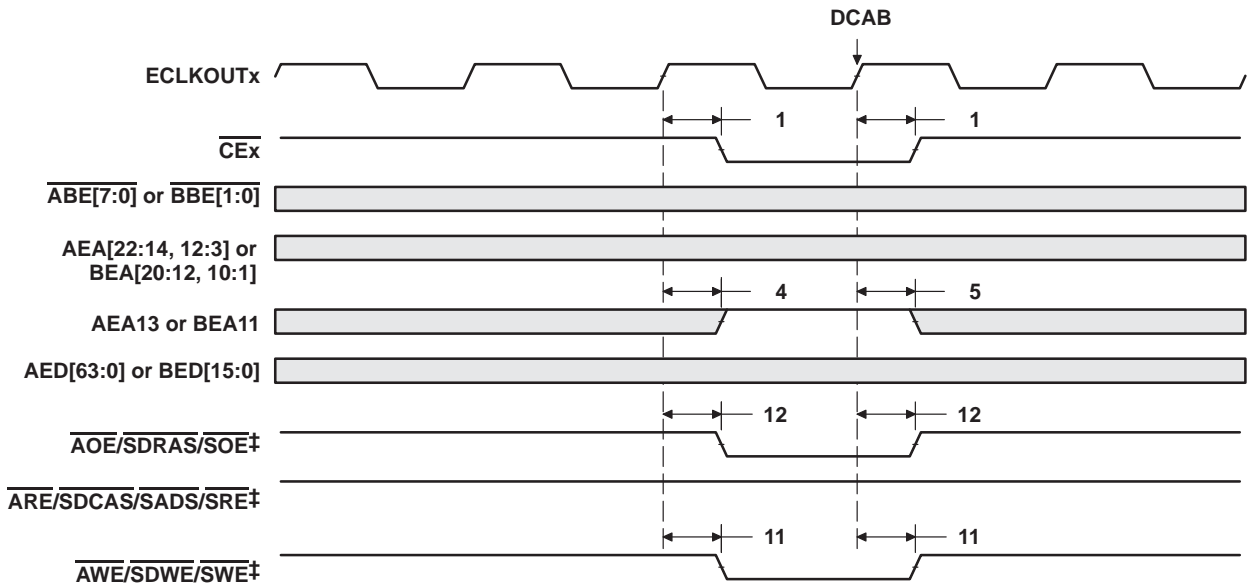 DCAB
ECLKOUTx
1 1
CEx
ABE[7:0] or BBE[1:0]
AEA[22:14, 12:3] or
BEA[20:12, 10:1]
4 5
AEA13 or BEA11
AED[63:0] or BED[15:0]
12 12
AOE/SDRAS/SOE‡
ARE/SDCAS/SADS/SRE‡
11 11
AWE/SDWE/SWE‡